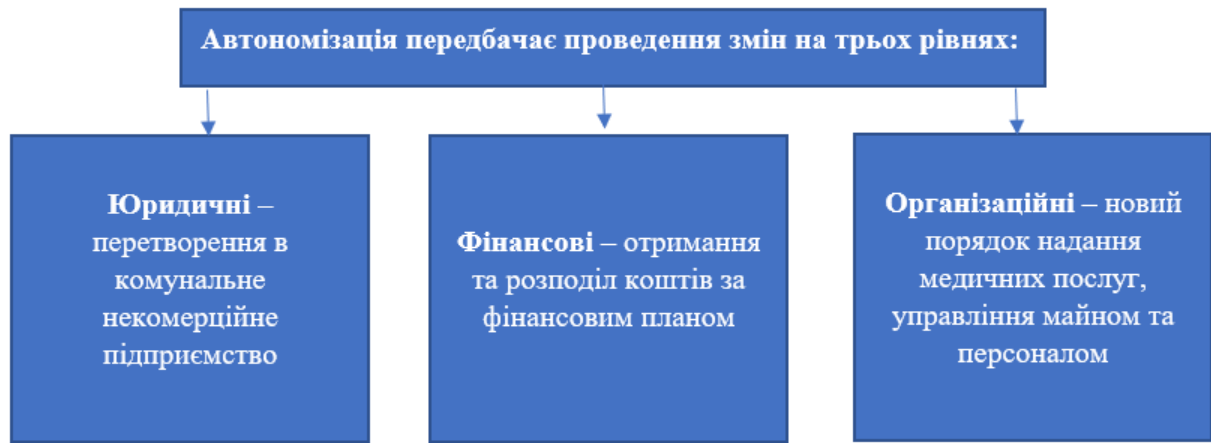 Автономізація передбачає проведення змін на трьох рівнях:
Юридичні –
перетворення в
комунальне
некомерційне
підприємство
Фінансові – отримання
та розподіл коштів за
фінансовим планом
Організаційні – новий
порядок надання
медичних послуг,
управління майном та
персоналом